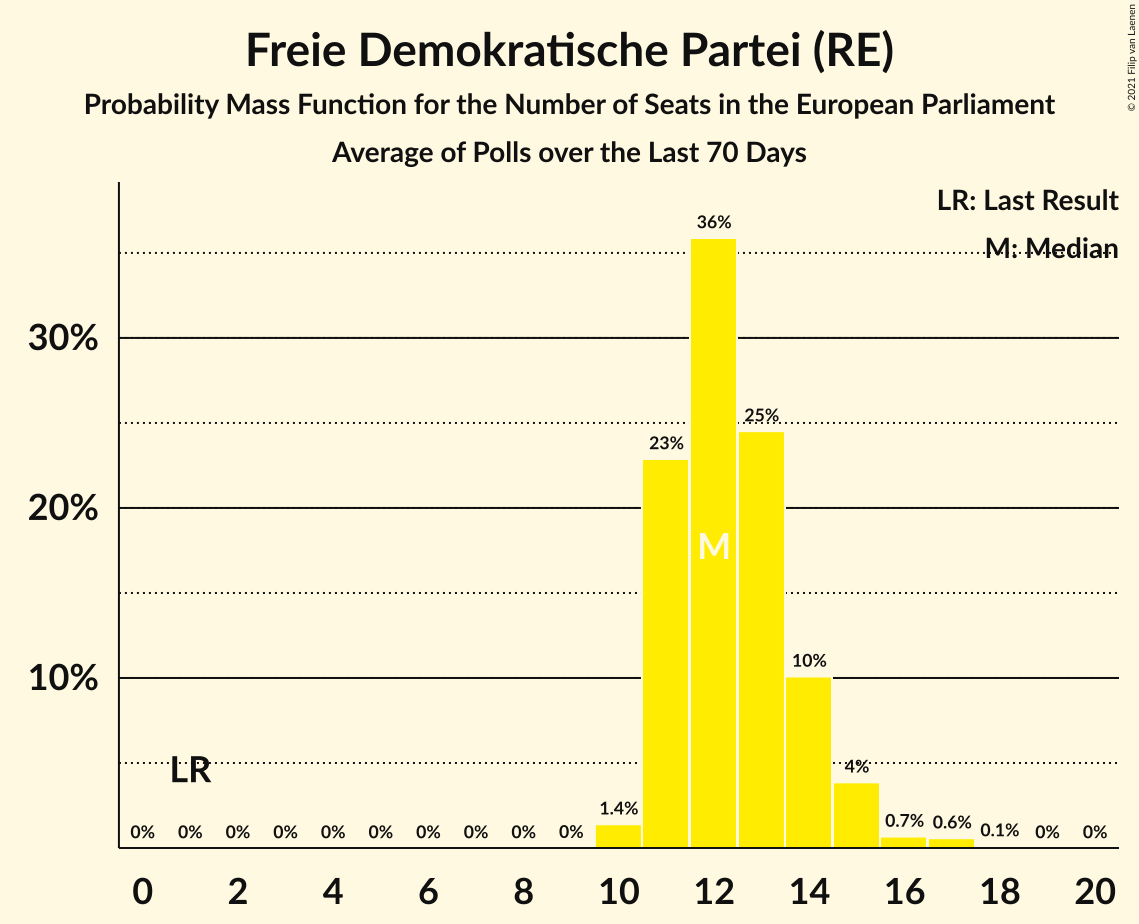 Freie Demokratische Partei (RE)
Probability Mass Function for the Number of Seats in the European Parliament
Average of Polls over the Last 70 Days
© 2021 Filip van Laenen
LR: Last Result
M: Median
36%
30%
25%
23%
20%
M
10%
10%
LR
4%
1.4%
0.7%
0.6%
0.1%
0% 0% 0% 0% 0% 0% 0% 0% 0% 0% 0% 0%
0 2 4 6 8 10 12 14 16 18 20